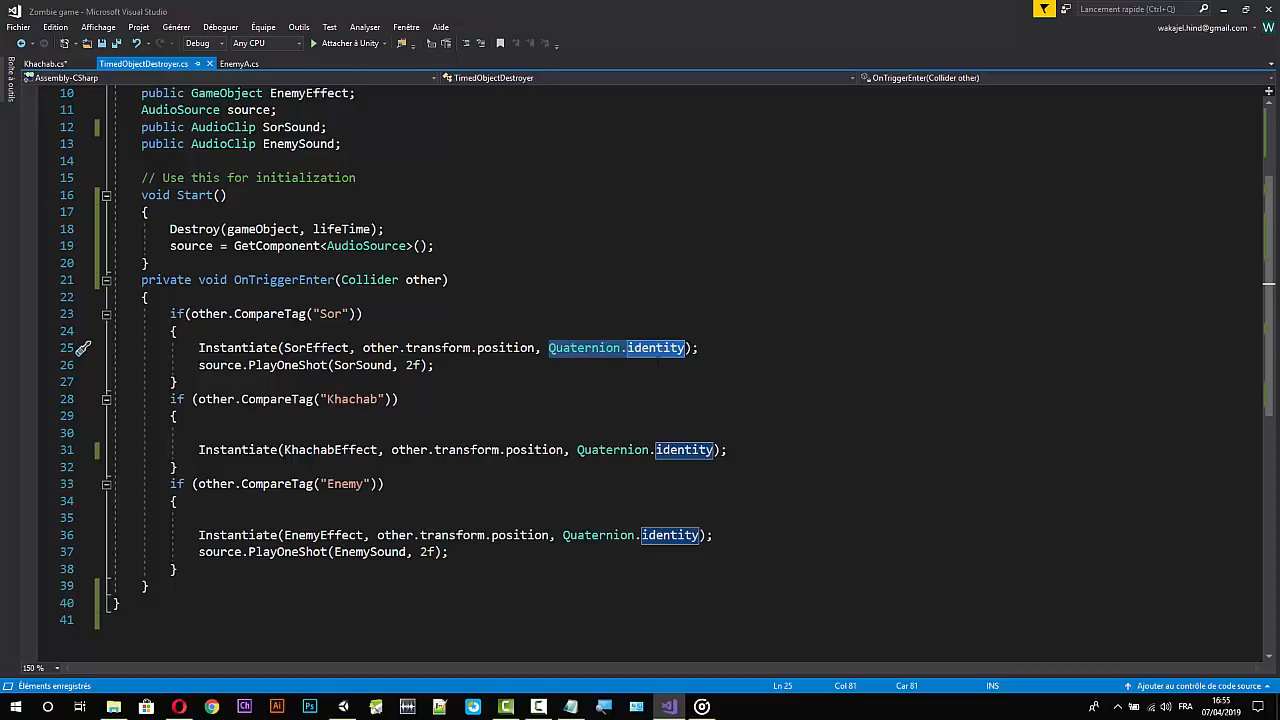 Zombie game - Microsoft Visual Studio
Lancement rapide (Ctrl+Q)
Fichier Edition Affichage Projet Générer Déboguer Équipe Outils Test Analyser Fenêtre Aide
wakajel.hind@gmail.com W
Debug Any CPU Attacher à Unity
Boîte à outils
Khachab.cs* TimedObjectDestroyer.cs EnemyA.cs
Assembly-CSharp TimedObjectDestroyer OnTriggerEnter(Collider other)
10 public GameObject EnemyEffect;
11 AudioSource source;
12 public AudioClip SorSound;
13 public AudioClip EnemySound;
14
15 // Use this for initialization
16 void Start()
17 {
18 Destroy(gameObject, lifeTime);
19 source = GetComponent<AudioSource>();
20 }
21 private void OnTriggerEnter(Collider other)
22 {
23 if(other.CompareTag("Sor"))
24 {
25 Instantiate(SorEffect, other.transform.position, Quaternion.identity);
26 source.PlayOneShot(SorSound, 2f);
27 }
28 if (other.CompareTag("Khachab"))
29 {
30
31 Instantiate(KhachabEffect, other.transform.position, Quaternion.identity);
32 }
33 if (other.CompareTag("Enemy"))
34 {
35
36 Instantiate(EnemyEffect, other.transform.position, Quaternion.identity);
37 source.PlayOneShot(EnemySound, 2f);
38 }
39 }
40 }
41
150 %
Éléments enregistrés Ln 25 Col 81 Car 81 INS Ajouter au contrôle de code source
Ch Ai Ps FRA 16:55
07/04/2019